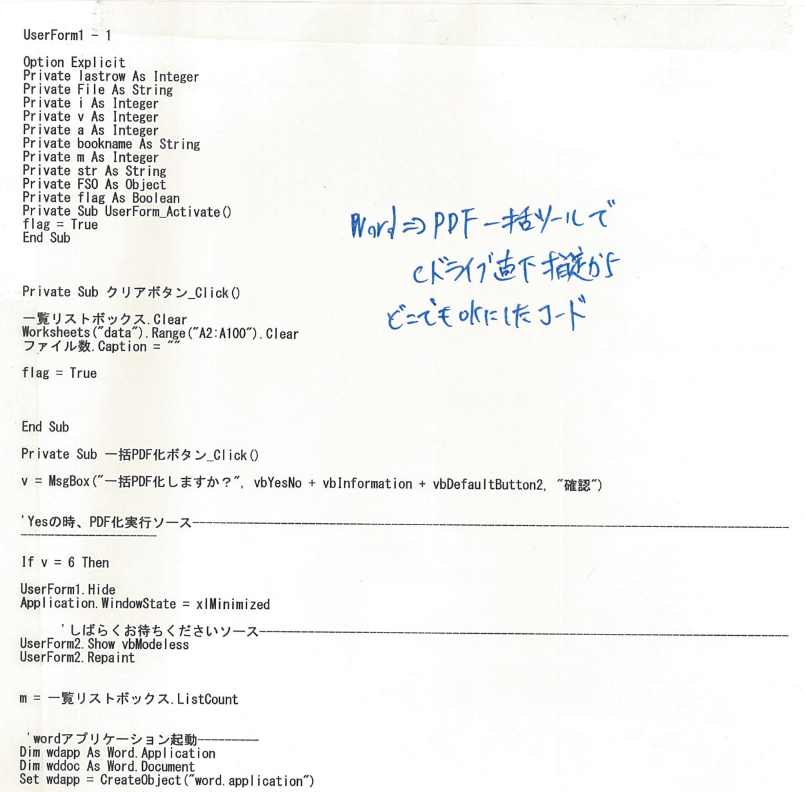 UserForm1 - 1
Option Explicit
Private lastrow As Integer
Private File As String
Private i As Integer
Private v As Integer
Private a As Integer
Private bookname As String
Private m As Integer
Private str As String
Private FSO As Object
Private flag As Boolean
Private Sub UserForm_Activate()
flag = True
End Sub
Word⇒PDF一括ツールで
Cドライブ直下指定から
どこでもOKにしたコード
Private Sub クリアボタン_Click()
一覧リストボックス.Clear
Worksheets("data").Range("A2:A100").Clear
ファイル数.Caption = ""
flag = True
End Sub
Private Sub 一括PDF化ボタン_Click()
v = MsgBox("一括PDF化しますか？", vbYesNo + vbInformation + vbDefaultButton2, "確認")
'Yesの時、PDF化実行ソース----------------------------------------------------------------------------------------
--------------------
If v = 6 Then
UserForm1.Hide
Application.WindowState = xlMinimized
'しばらくお待ちくださいソース------------------------------------------------------------------------------
UserForm2.Show vbModeless
UserForm2.Repaint
m = 一覧リストボックス.ListCount
'wordアプリケーション起動---------
Dim wdapp As Word.Application
Dim wddoc As Word.Document
Set wdapp = CreateObject("word.application")